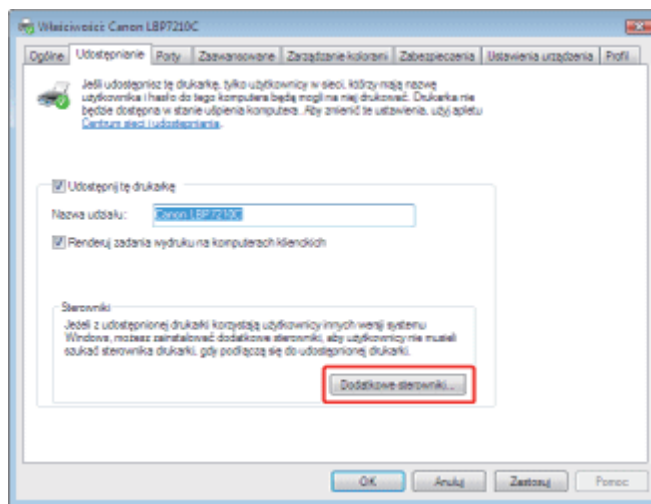 Właściwości: Canon LBP7210C
Ogólne Udostępnianie Porty Zaawansowane Zarządzanie kolorami Zabezpieczenia Ustawienia urządzenia Profil
Jeśli udostępnisz tę drukarkę, tylko użytkownicy w sieci, którzy mają nazwę
użytkownika i hasło do tego komputera będą mogli na niej drukować. Drukarka nie
będzie dostępna w stanie uśpienia komputera. Aby zmienić te ustawienia, użyj apletu
Centrum sieci i udostępniania.
Udostępnij tę drukarkę
Nazwa udziału: Canon LBP7210C
Renderuj zadania wydruku na komputerach klienckich
Sterowniki
Jeżeli z udostępnionej drukarki korzystają użytkownicy innych wersji systemu
Windows, możesz zainstalować dodatkowe sterowniki, aby użytkownicy nie musieli
szukać sterownika drukarki, gdy podłączą się do udostępnionej drukarki.
Dodatkowe sterowniki...
OK Anuluj Zastosuj Pomoc